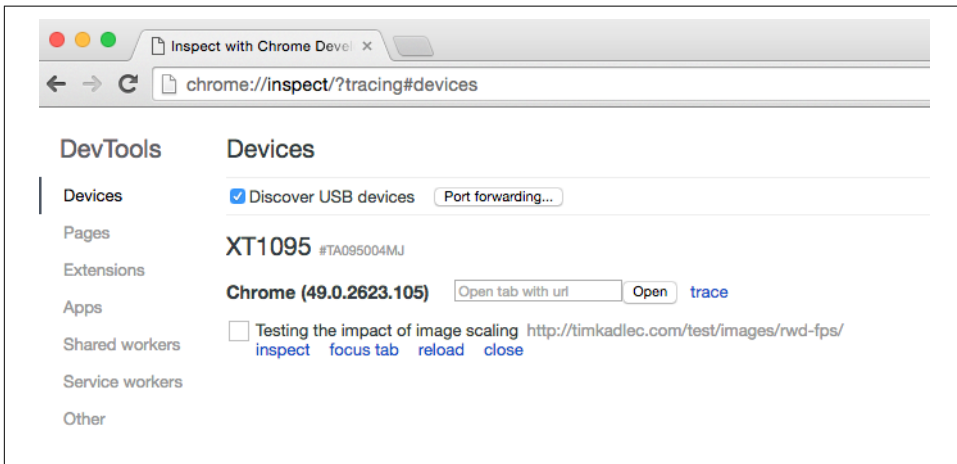 Inspect with Chrome Devel
chrome://inspect/?tracing#devices
DevTools
Devices
Devices
Discover USB devices Port forwarding...
Pages
XT1095 #TA095004MJ
Extensions
Chrome (49.0.2623.105) Open tab with url Open trace
Apps
Testing the impact of image scaling http://timkadlec.com/test/images/rwd-fps/
Shared workers
inspect focus tab reload close
Service workers
Other